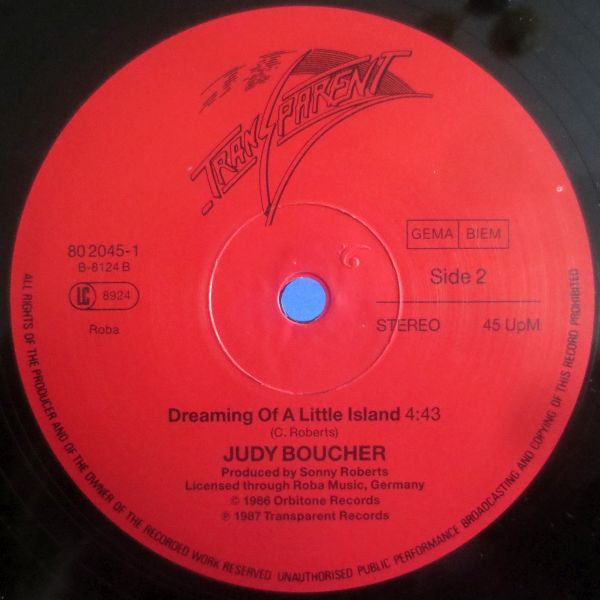 TRANSPARENT
80 2045-1
B-8124 B
LC 8924
Roba
GEMA BIEM
Side 2
STEREO 45 UpM
Dreaming Of A Little Island 4:43
(C. Roberts)
JUDY BOUCHER
Produced by Sonny Roberts
Licensed through Roba Music, Germany
© 1986 Orbitone Records
℗ 1987 Transparent Records
ALL RIGHTS OF THE PRODUCER AND OF THE OWNER OF THE RECORDED WORK RESERVED UNAUTHORISED PUBLIC PERFORMANCE BROADCASTING AND COPYING OF THIS RECORD PROHIBITED